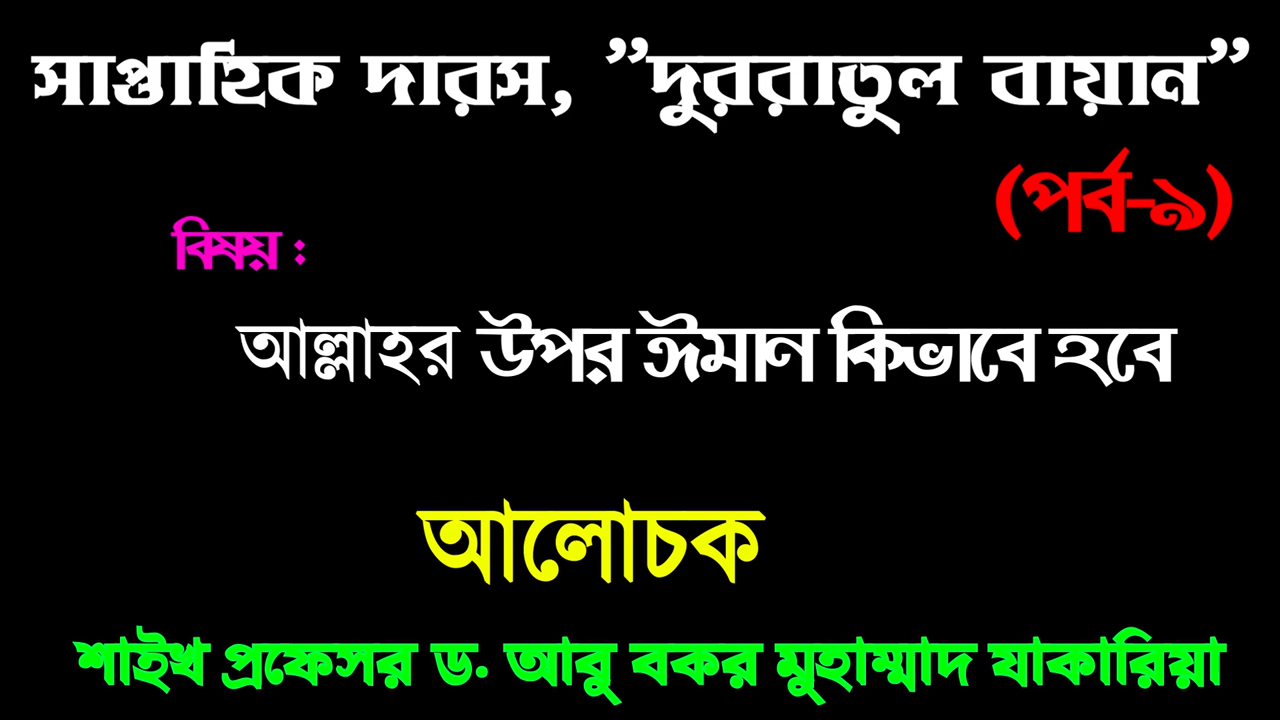 সাপ্তাহিক দারস, ”দুররাতুল বায়ান”
(পর্ব-৯)
বিষয় :
আল্লাহর উপর ঈমান কিভাবে হবে
আলোচক
শাইখ প্রফেসর ড. আবু বকর মুহাম্মাদ যাকারিয়া